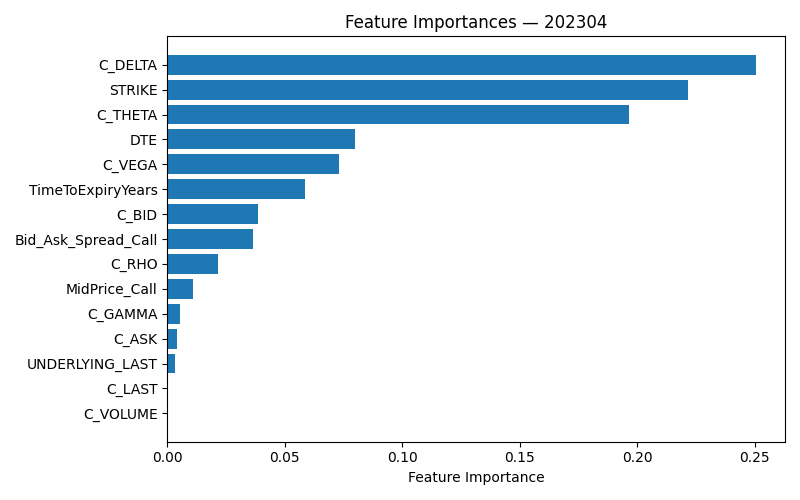 Feature Importances — 202304
C_DELTA
STRIKE
C_THETA
DTE
C_VEGA
TimeToExpiryYears
C_BID
Bid_Ask_Spread_Call
C_RHO
MidPrice_Call
C_GAMMA
C_ASK
UNDERLYING_LAST
C_LAST
C_VOLUME
0.00 0.05 0.10 0.15 0.20 0.25
Feature Importance